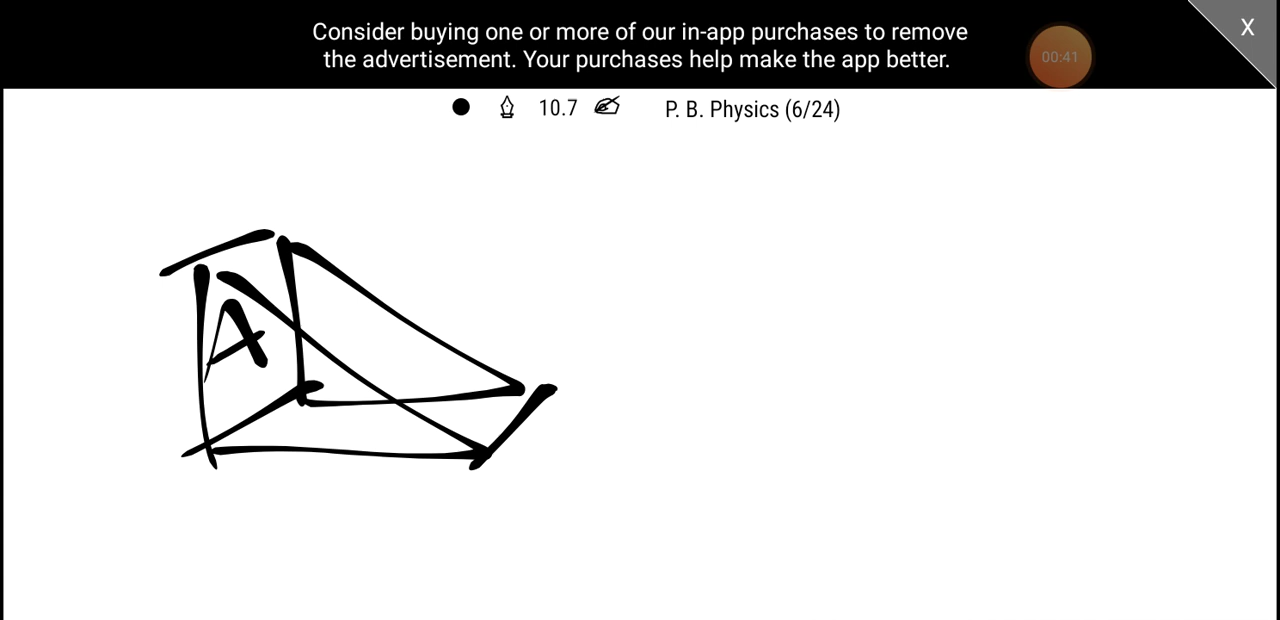 Consider buying one or more of our in-app purchases to remove
the advertisement. Your purchases help make the app better.
X
00:41
10.7 P. B. Physics (6/24)
A